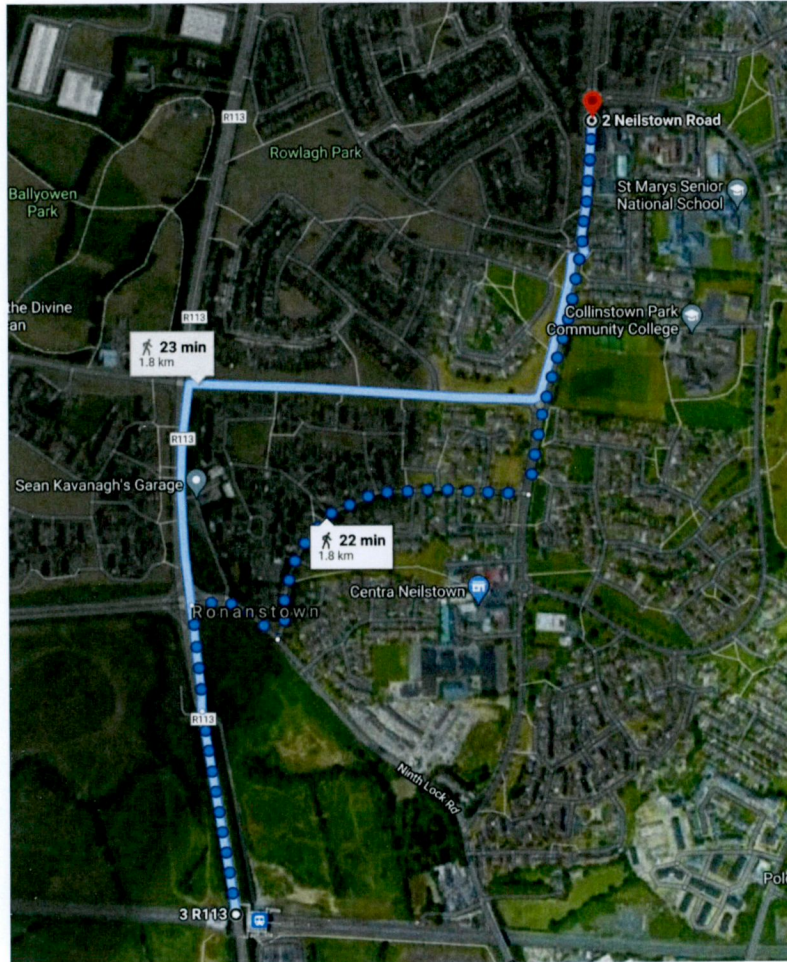 R113
2 Neilstown Road
Rowlagh Park
St Marys Senior
National School
Ballyowen
Park
the Divine
an
R113
Collinstown Park
Community College
23 min
1.8 km
R113
Sean Kavanagh's Garage
22 min
1.8 km
Centra Neilstown
Ronanstown
R113
Ninth Lock Rd
Pol
3 R113